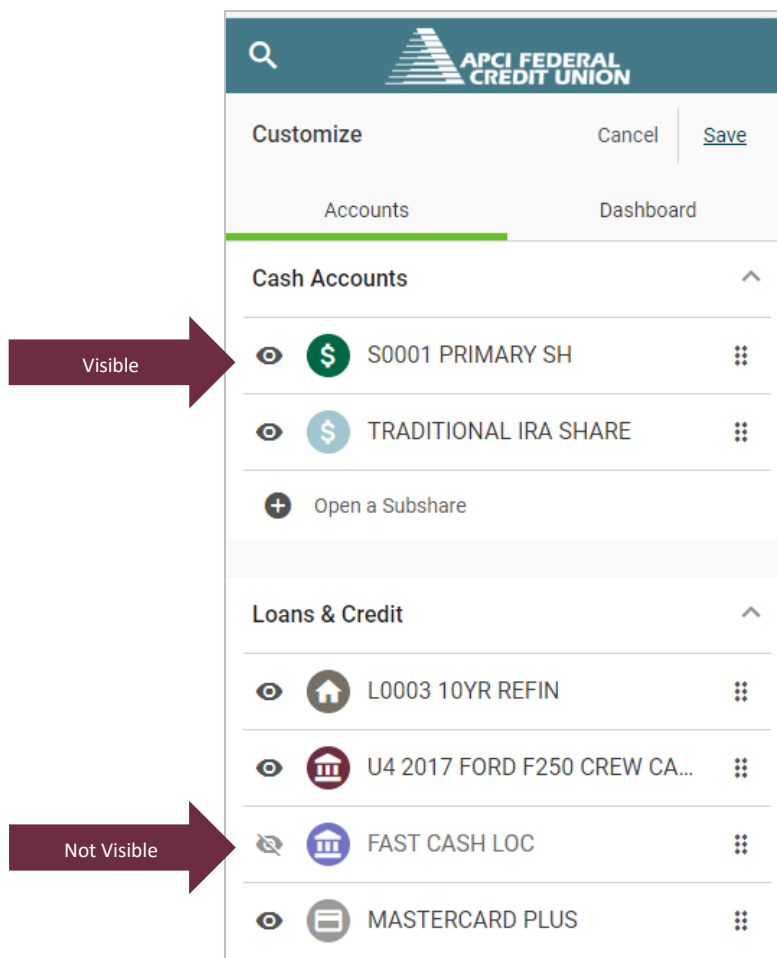 APCI FEDERAL
CREDIT UNION
Customize Cancel Save
Accounts Dashboard
Cash Accounts
Visible
S0001 PRIMARY SH
TRADITIONAL IRA SHARE
Open a Subshare
Loans & Credit
L0003 10YR REFIN
U4 2017 FORD F250 CREW CA...
Not Visible
FAST CASH LOC
MASTERCARD PLUS